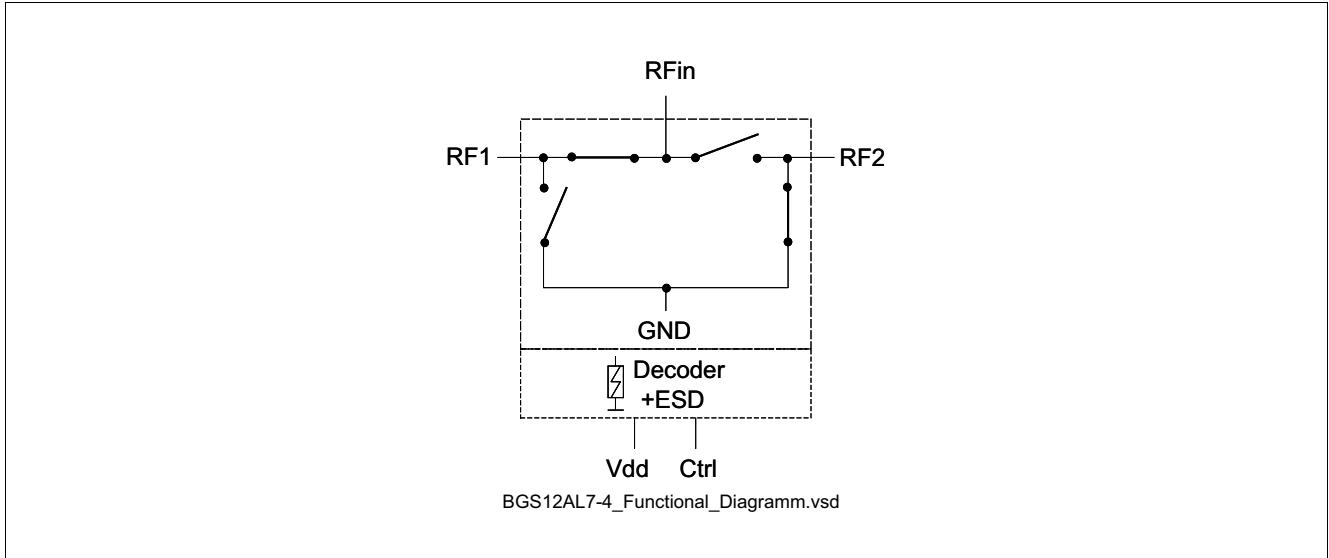 RFin
RF1
RF2
GND
Decoder
+ESD
Vdd
Ctrl
BGS12AL7-4_Functional_Diagramm.vsd